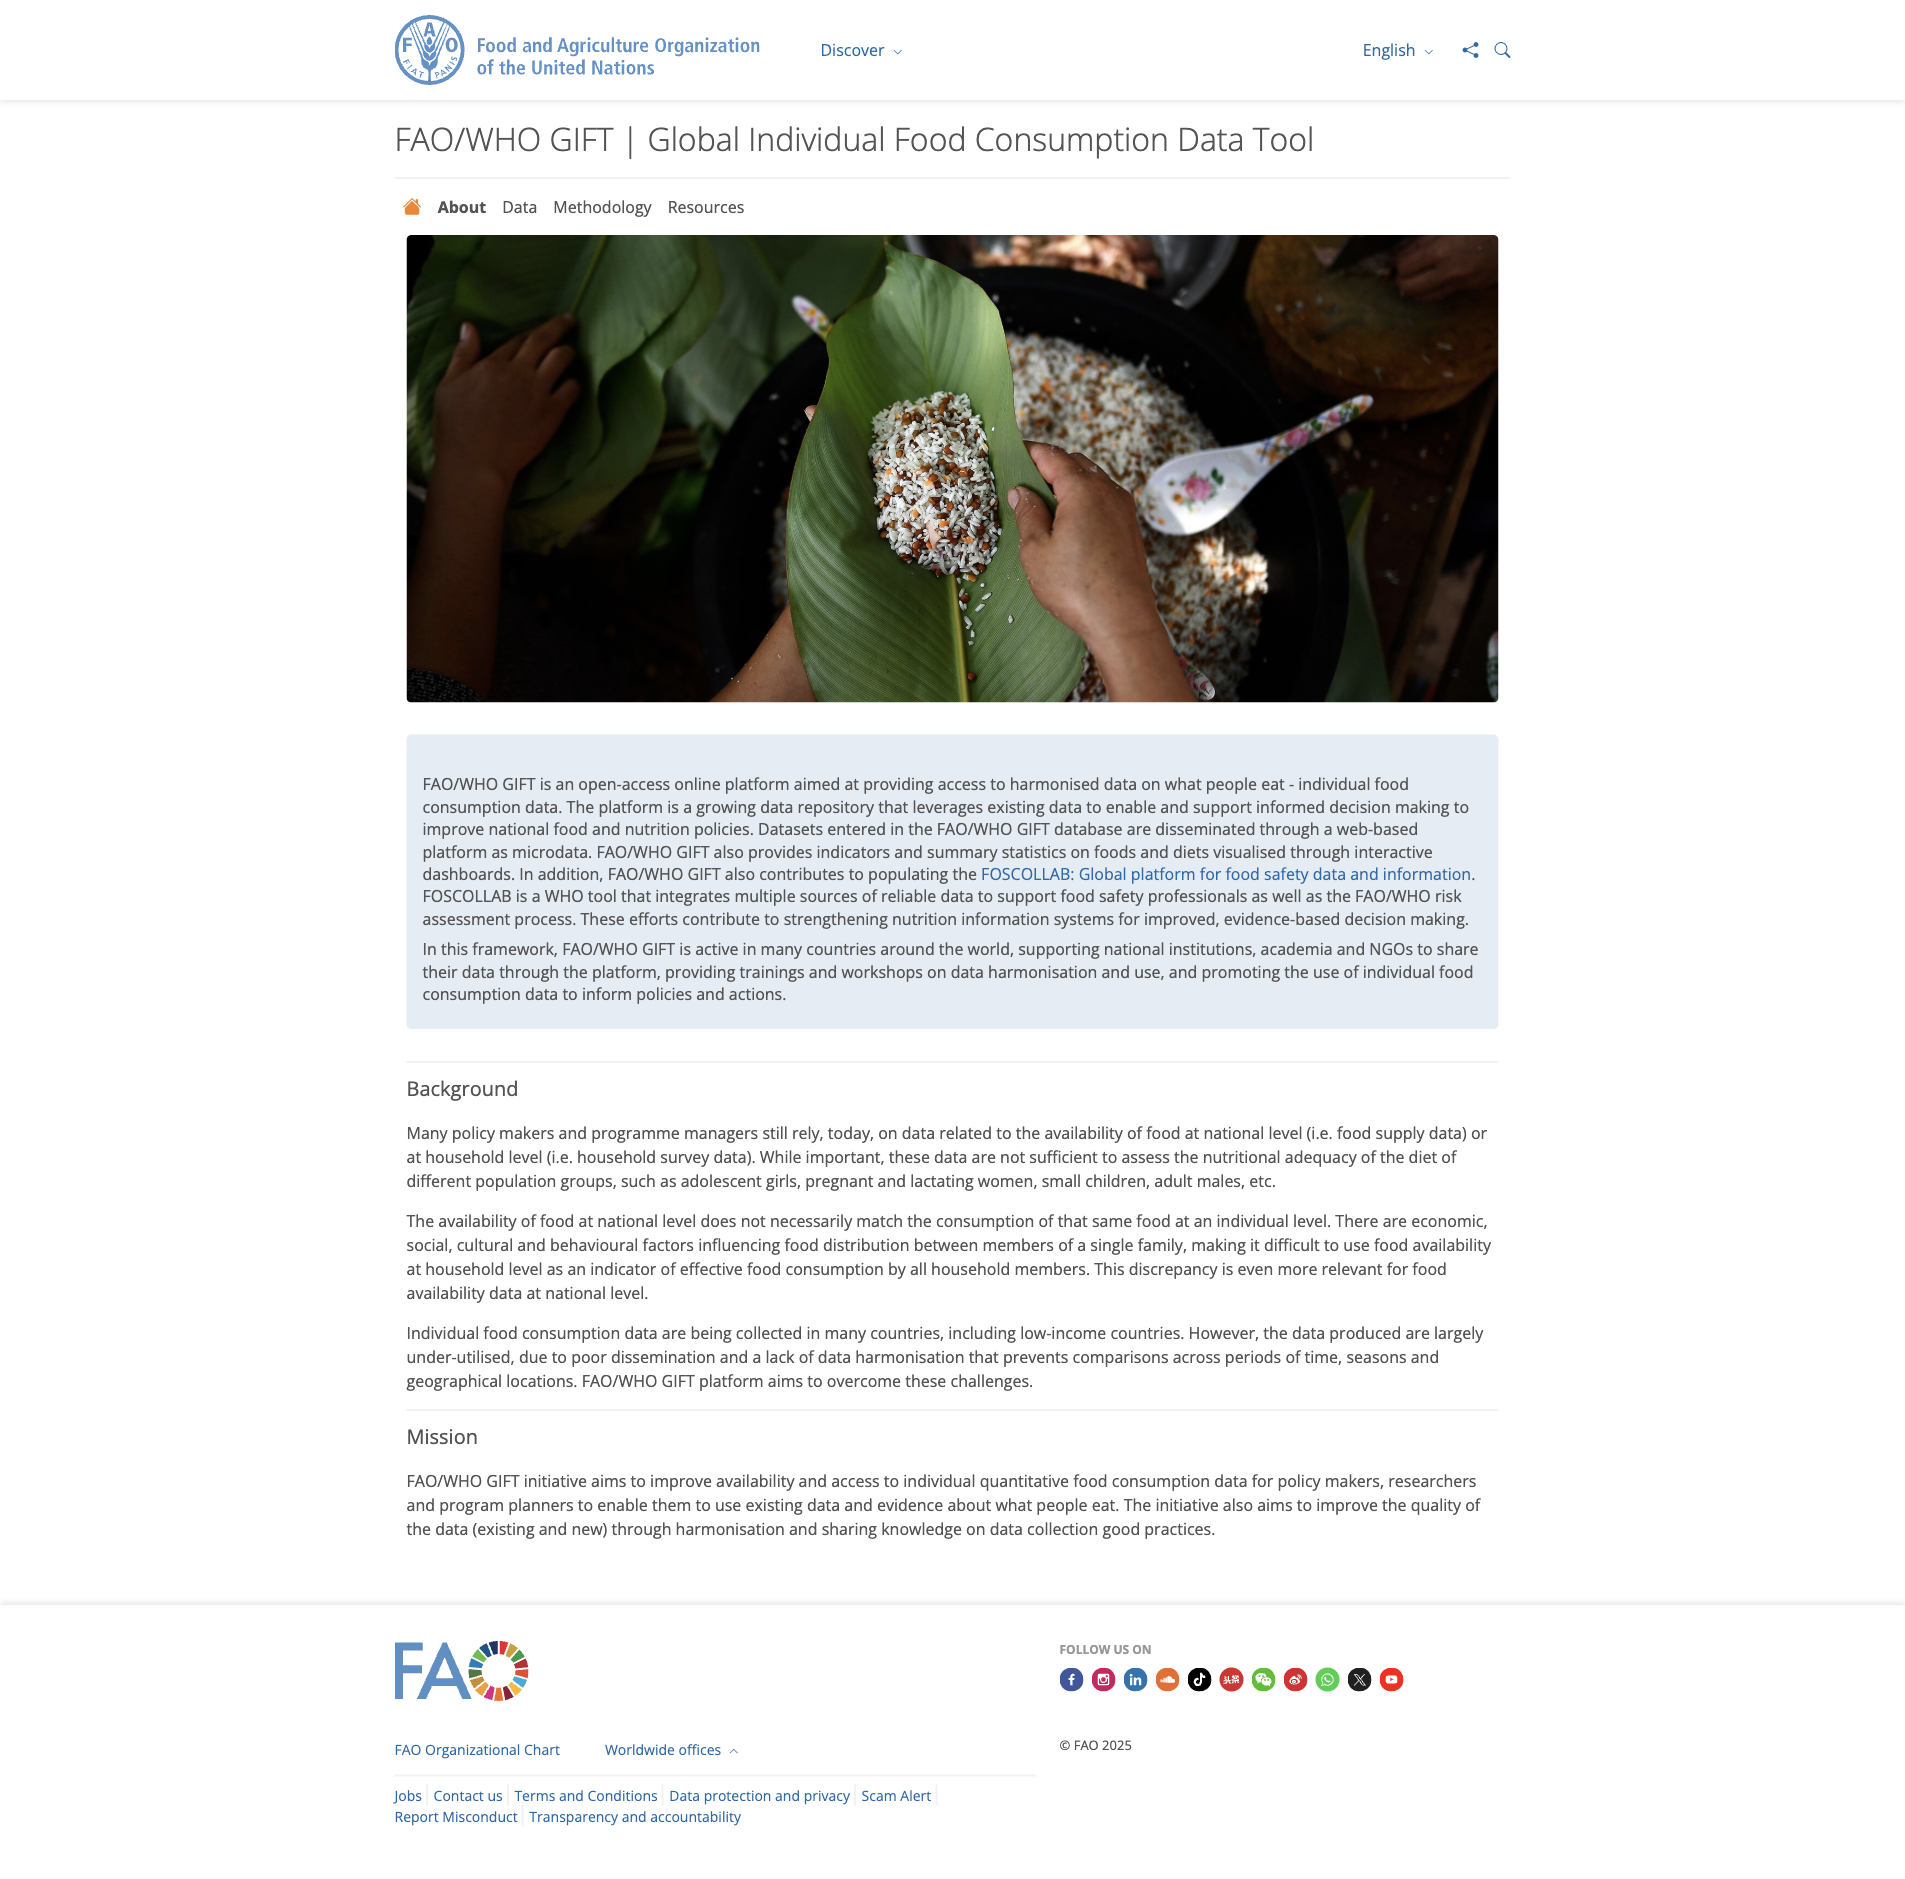 FAO
FIAT PANIS
Food and Agriculture Organization
of the United Nations
Discover
English
FAO/WHO GIFT | Global Individual Food Consumption Data Tool
About Data Methodology Resources
FAO/WHO GIFT is an open-access online platform aimed at providing access to harmonised data on what people eat - individual food
consumption data. The platform is a growing data repository that leverages existing data to enable and support informed decision making to
improve national food and nutrition policies. Datasets entered in the FAO/WHO GIFT database are disseminated through a web-based
platform as microdata. FAO/WHO GIFT also provides indicators and summary statistics on foods and diets visualised through interactive
dashboards. In addition, FAO/WHO GIFT also contributes to populating the FOSCOLLAB: Global platform for food safety data and information.
FOSCOLLAB is a WHO tool that integrates multiple sources of reliable data to support food safety professionals as well as the FAO/WHO risk
assessment process. These efforts contribute to strengthening nutrition information systems for improved, evidence-based decision making.
In this framework, FAO/WHO GIFT is active in many countries around the world, supporting national institutions, academia and NGOs to share
their data through the platform, providing trainings and workshops on data harmonisation and use, and promoting the use of individual food
consumption data to inform policies and actions.
Background
Many policy makers and programme managers still rely, today, on data related to the availability of food at national level (i.e. food supply data) or
at household level (i.e. household survey data). While important, these data are not sufficient to assess the nutritional adequacy of the diet of
different population groups, such as adolescent girls, pregnant and lactating women, small children, adult males, etc.
The availability of food at national level does not necessarily match the consumption of that same food at an individual level. There are economic,
social, cultural and behavioural factors influencing food distribution between members of a single family, making it difficult to use food availability
at household level as an indicator of effective food consumption by all household members. This discrepancy is even more relevant for food
availability data at national level.
Individual food consumption data are being collected in many countries, including low-income countries. However, the data produced are largely
under-utilised, due to poor dissemination and a lack of data harmonisation that prevents comparisons across periods of time, seasons and
geographical locations. FAO/WHO GIFT platform aims to overcome these challenges.
Mission
FAO/WHO GIFT initiative aims to improve availability and access to individual quantitative food consumption data for policy makers, researchers
and program planners to enable them to use existing data and evidence about what people eat. The initiative also aims to improve the quality of
the data (existing and new) through harmonisation and sharing knowledge on data collection good practices.
FAO
FOLLOW US ON
头条
FAO Organizational Chart Worldwide offices
© FAO 2025
Jobs Contact us Terms and Conditions Data protection and privacy Scam Alert
Report Misconduct Transparency and accountability